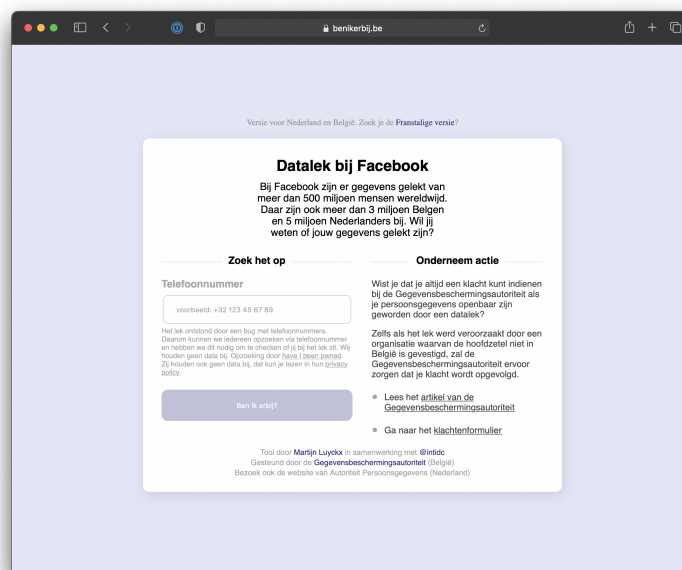 benikerbij.be
Versie voor Nederland en België. Zoek je de Franstalige versie?
Datalek bij Facebook
Bij Facebook zijn er gegevens gelekt van
meer dan 500 miljoen mensen wereldwijd.
Daar zijn ook meer dan 3 miljoen Belgen
en 5 miljoen Nederlanders bij. Wil jij
weten of jouw gegevens gelekt zijn?
Zoek het op
Telefoonnummer
voorbeeld: +32 123 45 67 89
Het lek ontstond door een bug met telefoonnummers.
Daarom kunnen we iedereen opzoeken via telefoonnummer
en hebben we dit nodig om te checken of jij bij het lek zit. Wij
houden geen data bij. Opzoeking door have I been pwned.
Zij houden ook geen data bij, dat kun je lezen in hun privacy
policy.
Ben ik erbij?
Onderneem actie
Wist je dat je altijd een klacht kunt indienen
bij de Gegevensbeschermingsautoriteit als
je persoonsgegevens openbaar zijn
geworden door een datalek?
Zelfs als het lek werd veroorzaakt door een
organisatie waarvan de hoofdzetel niet in
België is gevestigd, zal de
Gegevensbeschermingsautoriteit ervoor
zorgen dat je klacht wordt opgevolgd.
Lees het artikel van de
Gegevensbeschermingsautoriteit
Ga naar het klachtenformulier
Tool door Martijn Luyckx in samenwerking met @intidc
Gesteund door de Gegevensbeschermingsautoriteit (België)
Bezoek ook de website van Autoriteit Persoonsgegevens (Nederland)